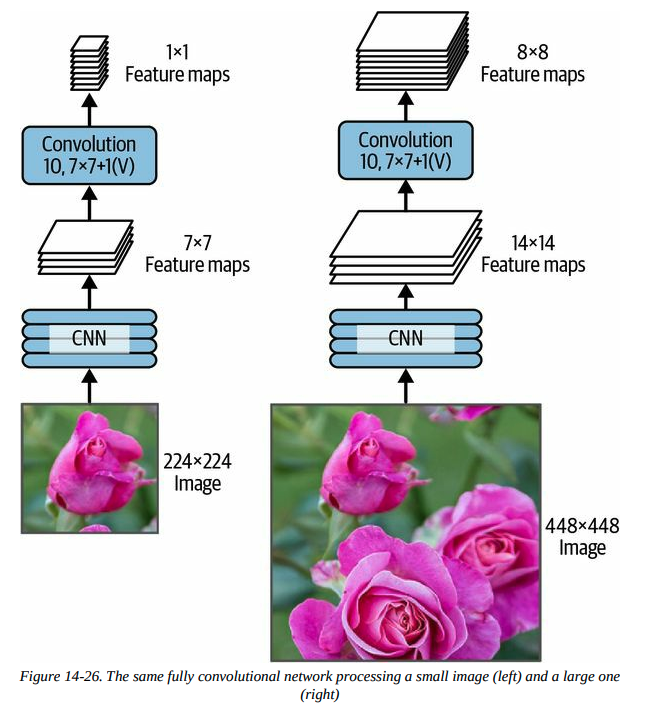 1×1
Feature maps
8×8
Feature maps
Convolution
10, 7×7+1(V)
Convolution
10, 7×7+1(V)
7×7
Feature maps
14×14
Feature maps
CNN
CNN
224×224
Image
448×448
Image
Figure 14-26. The same fully convolutional network processing a small image (left) and a large one
(right)